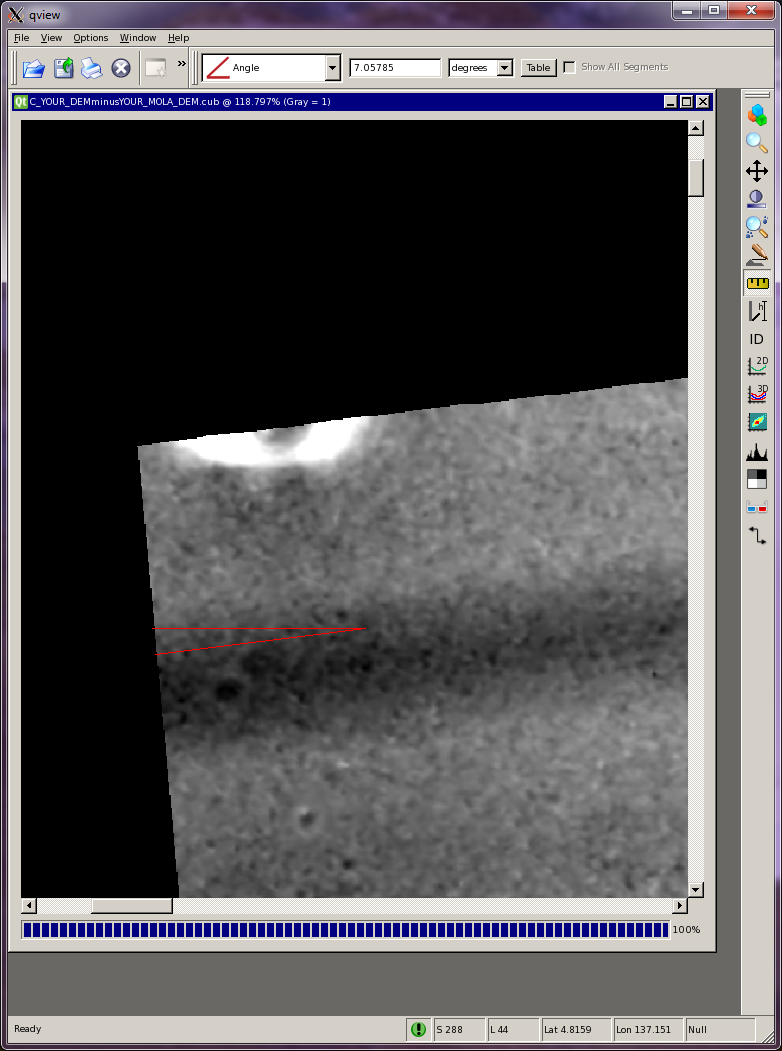 qview
File View Options Window Help
» Angle 7.05785 degrees Table Show All Segments
Qt C_YOUR_DEMminusYOUR_MOLA_DEM.cub @ 118.797% (Gray = 1)
h
ID
2D
3D
100%
Ready S 288 L 44 Lat 4.8159 Lon 137.151 Null